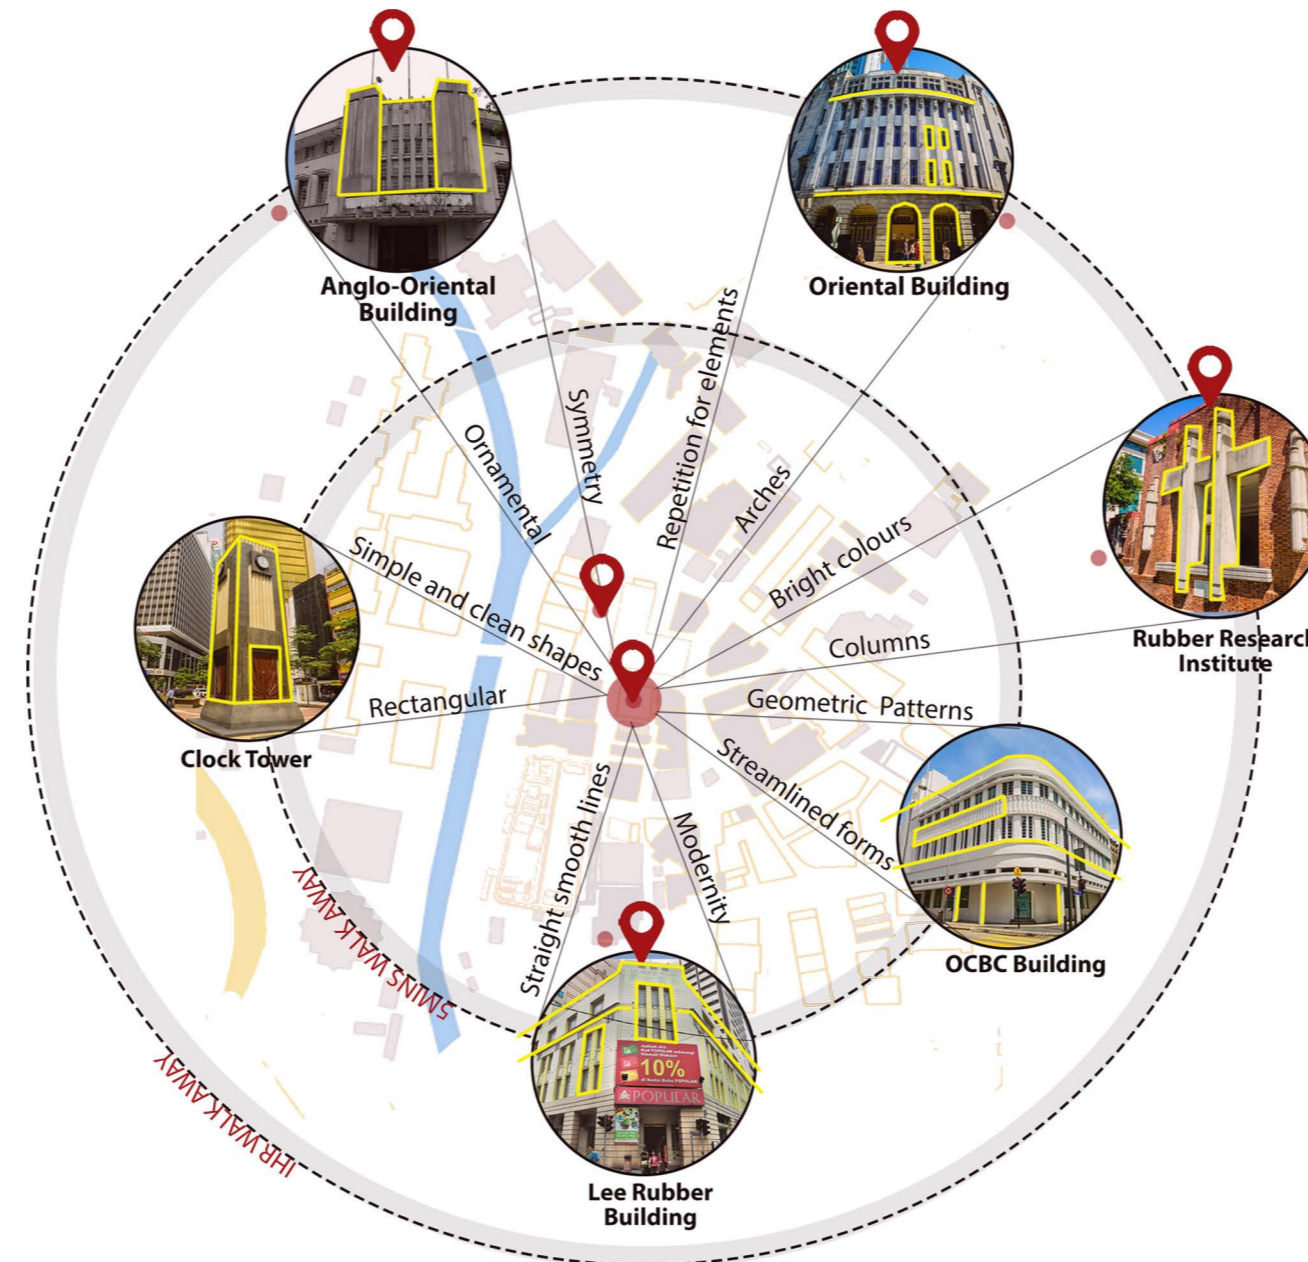 Anglo-Oriental
Building
Oriental Building
Symmetry
Ornamental
Repetition for elements
Arches
Bright colours
Simple and clean shapes
Columns
Rubber Research
Institute
Rectangular
Geometric Patterns
Clock Tower
Streamlined forms
Straight smooth lines
Modernity
5MINS WALK AWAY
OCBC Building
1HR WALK AWAY
10%
POPULAR
Lee Rubber
Building